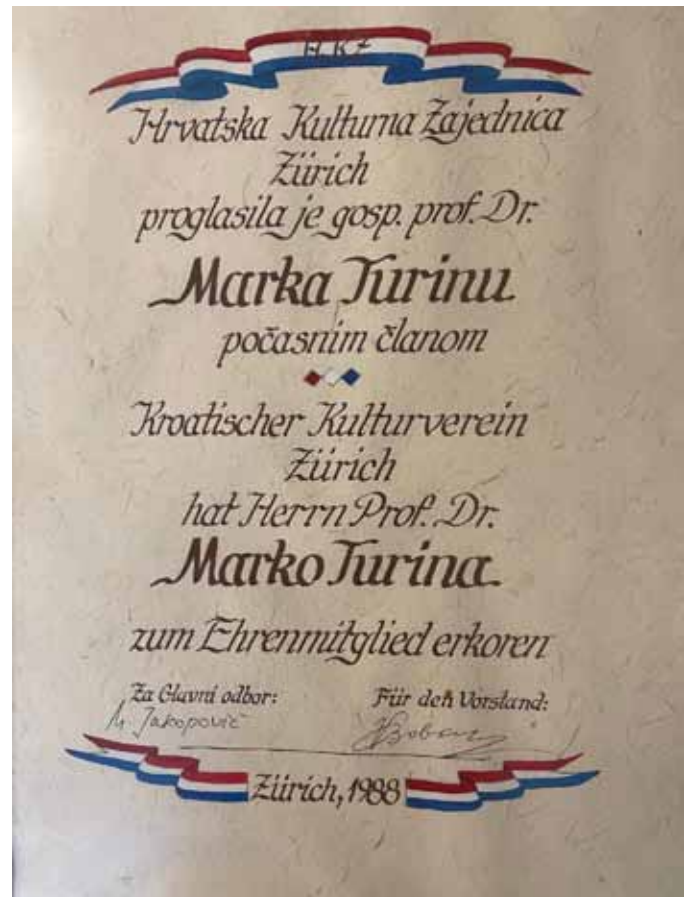 H.K.Z
Hrvatska Kulturna Zajednica
Zürich
proglasila je gosp. prof. Dr.
Marka Turinu
počasnim članom
Kroatischer Kulturverein
Zürich
hat Herrn Prof. Dr.
Marko Turina
zum Ehrenmitglied erkoren
Za Glavni odbor: Für den Vorstand:
M. Jakopović
Zürich, 1988